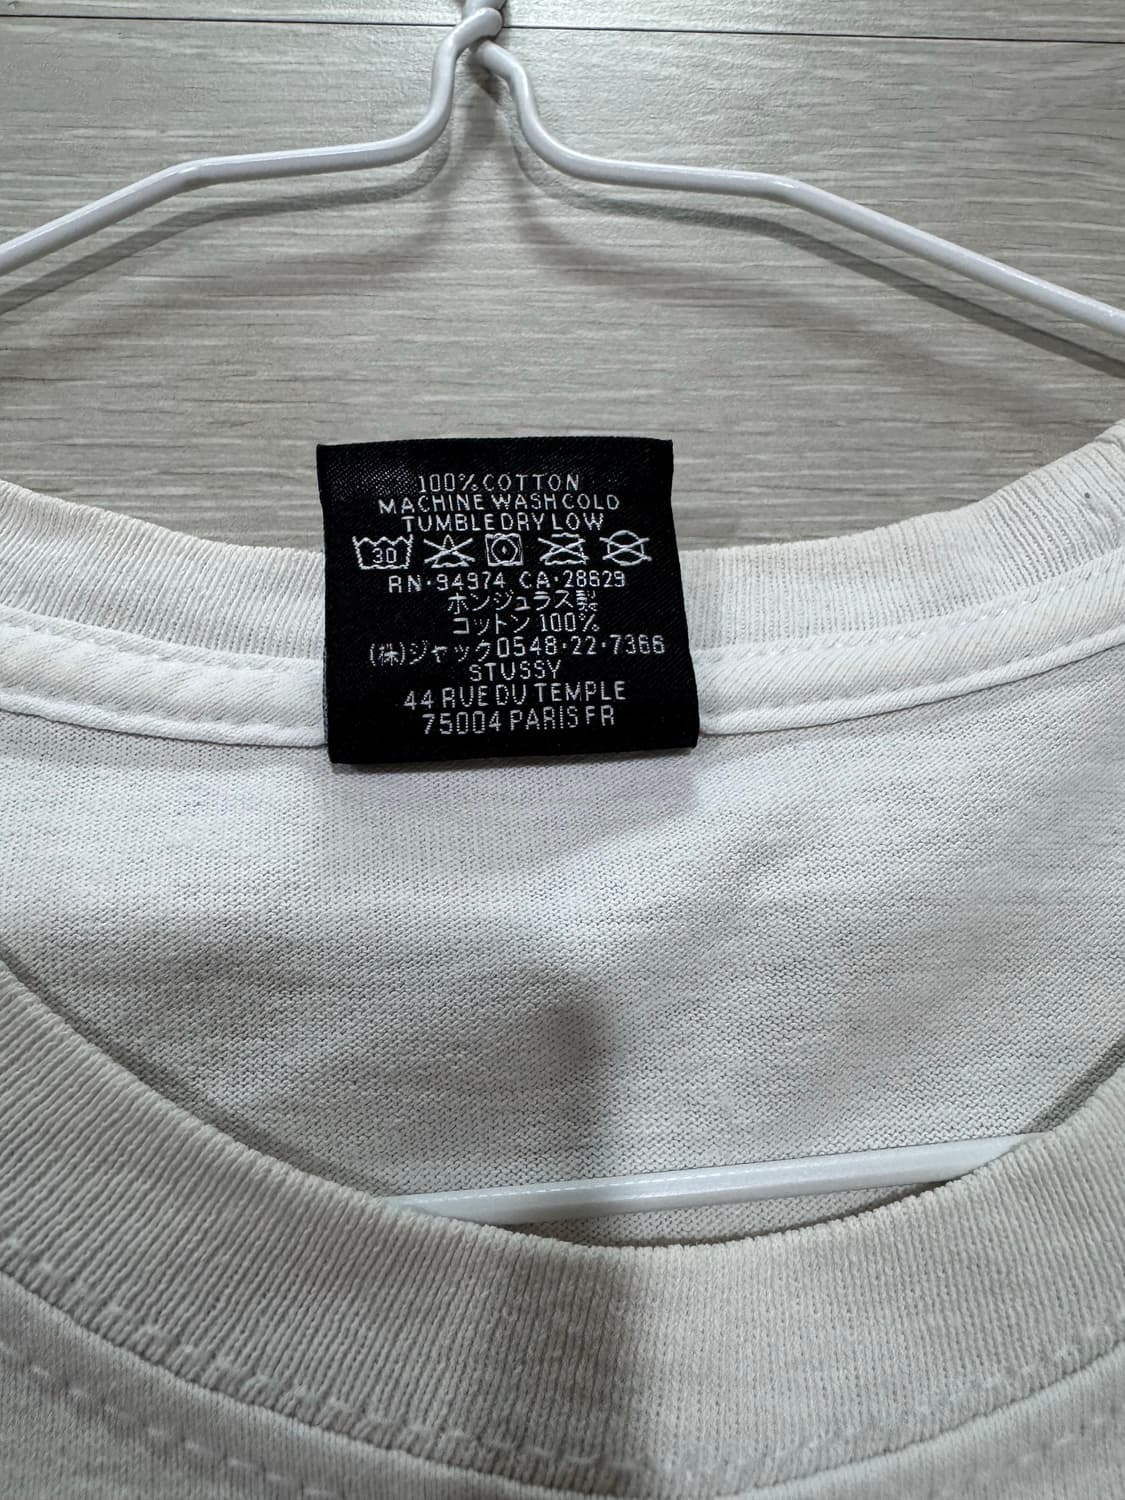 100% COTTON
MACHINE WASH COLD
TUMBLE DRY LOW
30
RN·94974 CA·28629
ホンジュラス製
コットン 100%
(株)ジャック0548·22·7366
STUSSY
44 RUE DU TEMPLE
75004 PARIS FR